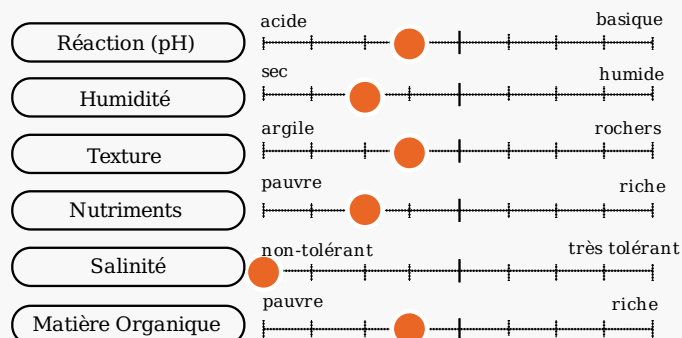 acide basique
Réaction (pH)
sec humide
Humidité
argile rochers
Texture
pauvre riche
Nutriments
non-tolérant très tolérant
Salinité
pauvre riche
Matière Organique